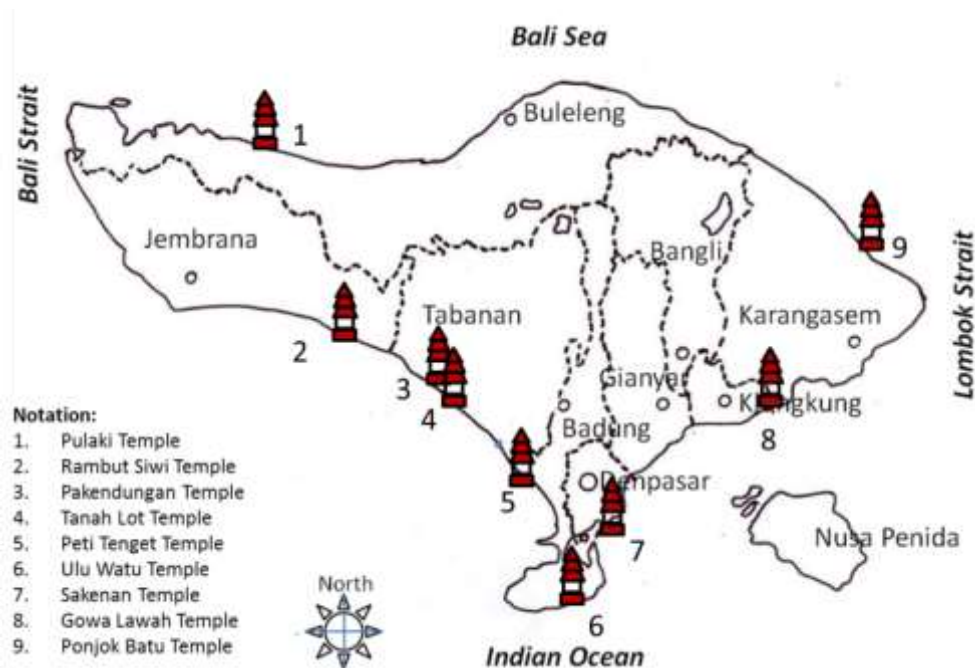 Bali Sea
Bali Strait
Buleleng
1
Jembrana
Bangli
9
Lombok Strait
Tabanan
Karangasem
2
3
Gianyar
4
Klungkung
Badung
8
5
Denpasar
7
Nusa Penida
6
North
Indian Ocean
Notation:
1. Pulaki Temple
2. Rambut Siwi Temple
3. Pakendungan Temple
4. Tanah Lot Temple
5. Peti Tenget Temple
6. Ulu Watu Temple
7. Sakenan Temple
8. Gowa Lawah Temple
9. Ponjok Batu Temple